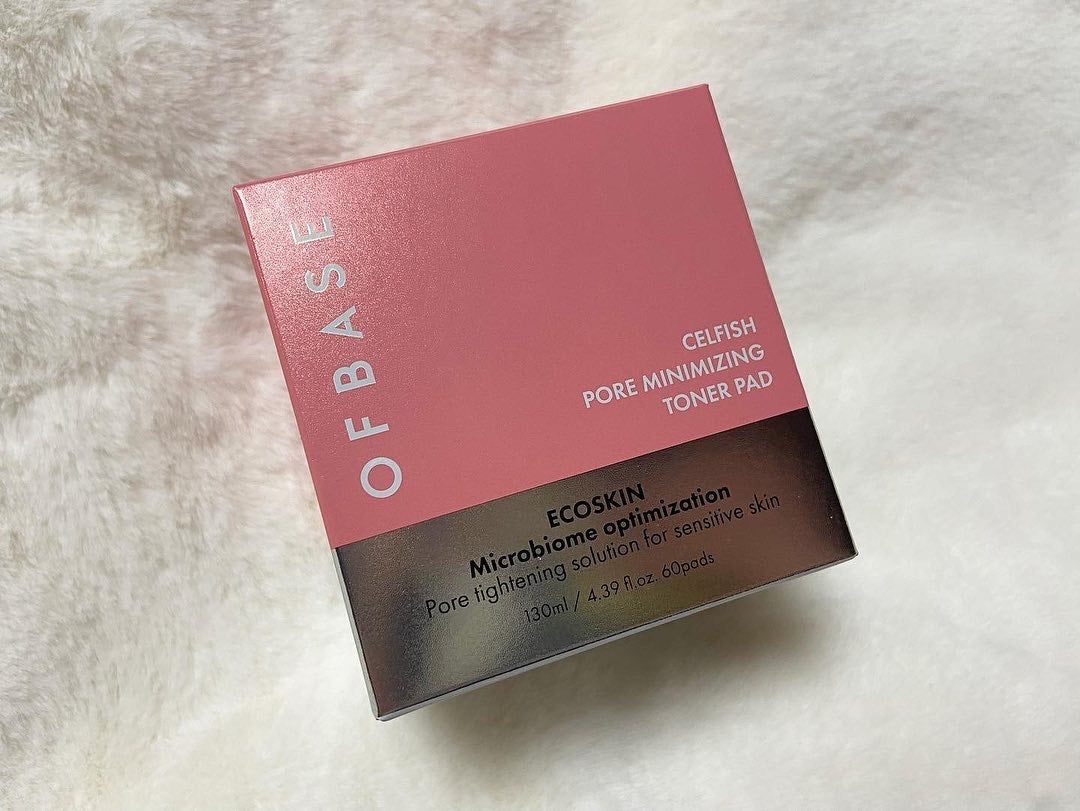 OFBASE
CELFISH
PORE MINIMIZING
TONER PAD
ECOSKIN
Microbiome optimization
Pore tightening solution for sensitive skin
130ml / 4.39 fl.oz. 60pads